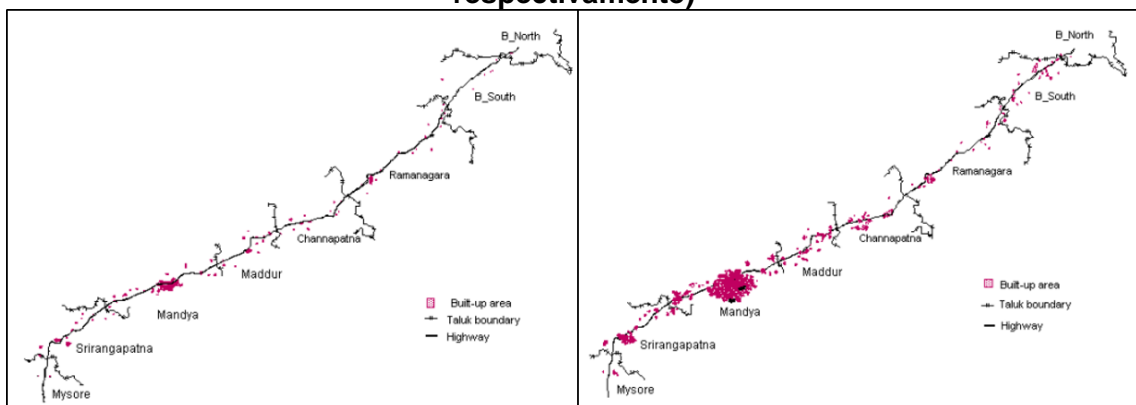 respectivamente)
B_North
B_South
Ramanagara
Channapatna
Maddur
Mandya
Srirangapatna
Mysore
Built-up area
Taluk boundary
Highway
B_North
B_South
Ramanagara
Channapatna
Maddur
Mandya
Srirangapatna
Mysore
Built-up area
Taluk boundary
Highway